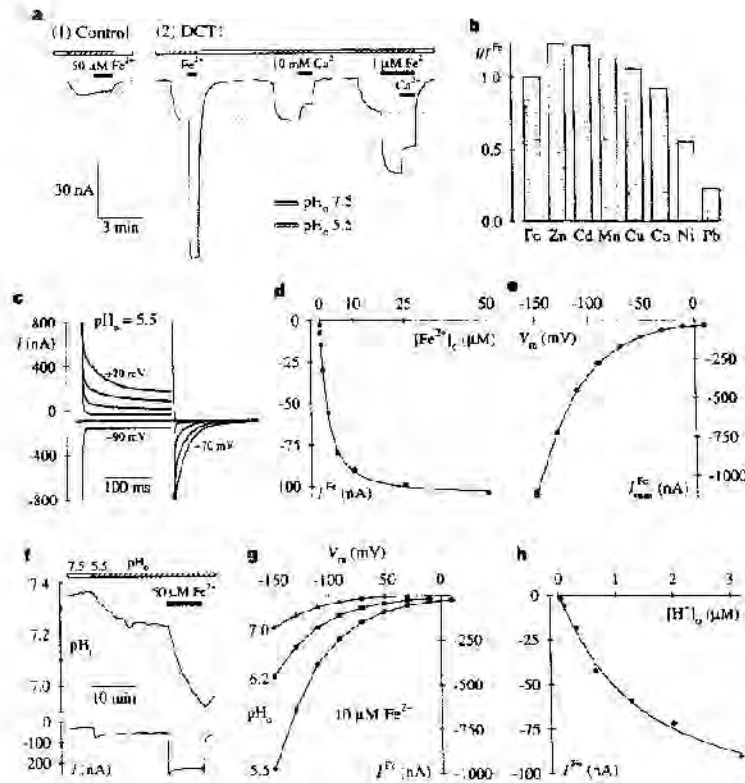 a
(1) Control (2) DCT1
50 µM Fe²⁺ Fe²⁺ 10 mM Ca²⁺ 1 µM Fe²⁺
Ca²⁺
30 nA
3 min
pHₒ 7.5
pHₒ 5.5
b
I/I^Fe
1.0
0.5
0.0
Fe Zn Cd Mn Cu Co Ni Pb
c
pHₒ = 5.5
800
I (nA)
400
0
-400
-800
+20 mV
-90 mV
-70 mV
100 ms
d
0 10 25 50
[Fe²⁺]ₒ (µM)
0
-25
-50
-75
-100
I^Fe (nA)
e
-150 -100 -50 0
Vₘ (mV)
-250
-500
-750
-1000
I^Fe (nA)
f
7.5 5.5 pHₒ
50 µM Fe²⁺
7.4
7.2
7.0
pHᵢ
10 min
0
-100
-200
I (nA)
g
Vₘ (mV)
-150 -100 -50 0
7.0
6.2
pHₒ
5.5
10 µM Fe²⁺
-250
-500
-750
-1000
I^Fe (nA)
h
0 1 2 3
[H⁺]ₒ (µM)
0
-25
-50
-75
-100
I^Fe (nA)